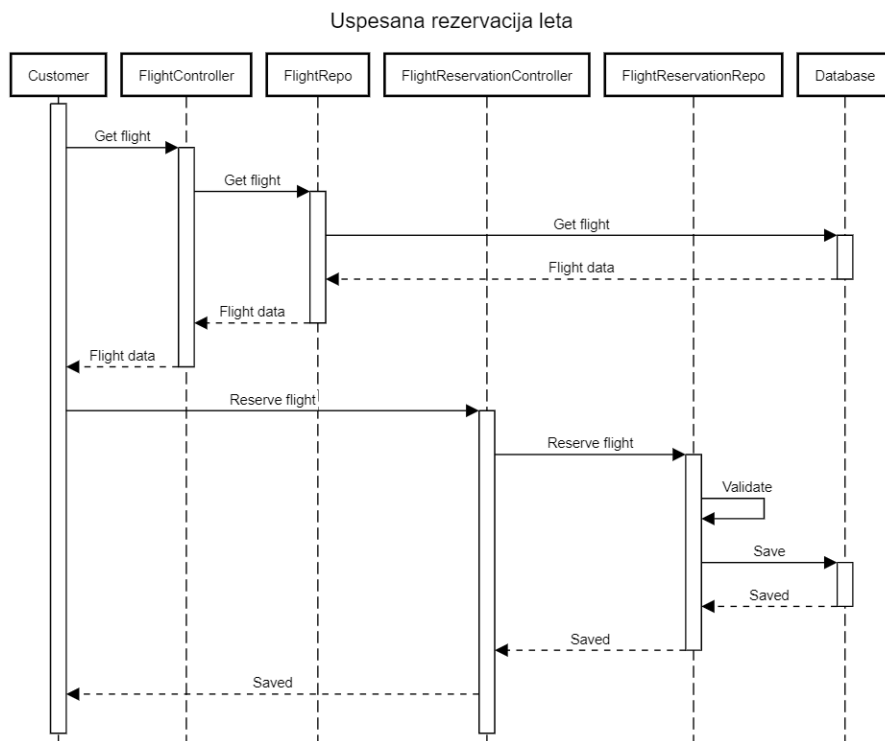 Uspesana rezervacija leta
Customer
FlightController
FlightRepo
FlightReservationController
FlightReservationRepo
Database
Get flight
Get flight
Get flight
Flight data
Flight data
Flight data
Reserve flight
Reserve flight
Validate
Save
Saved
Saved
Saved